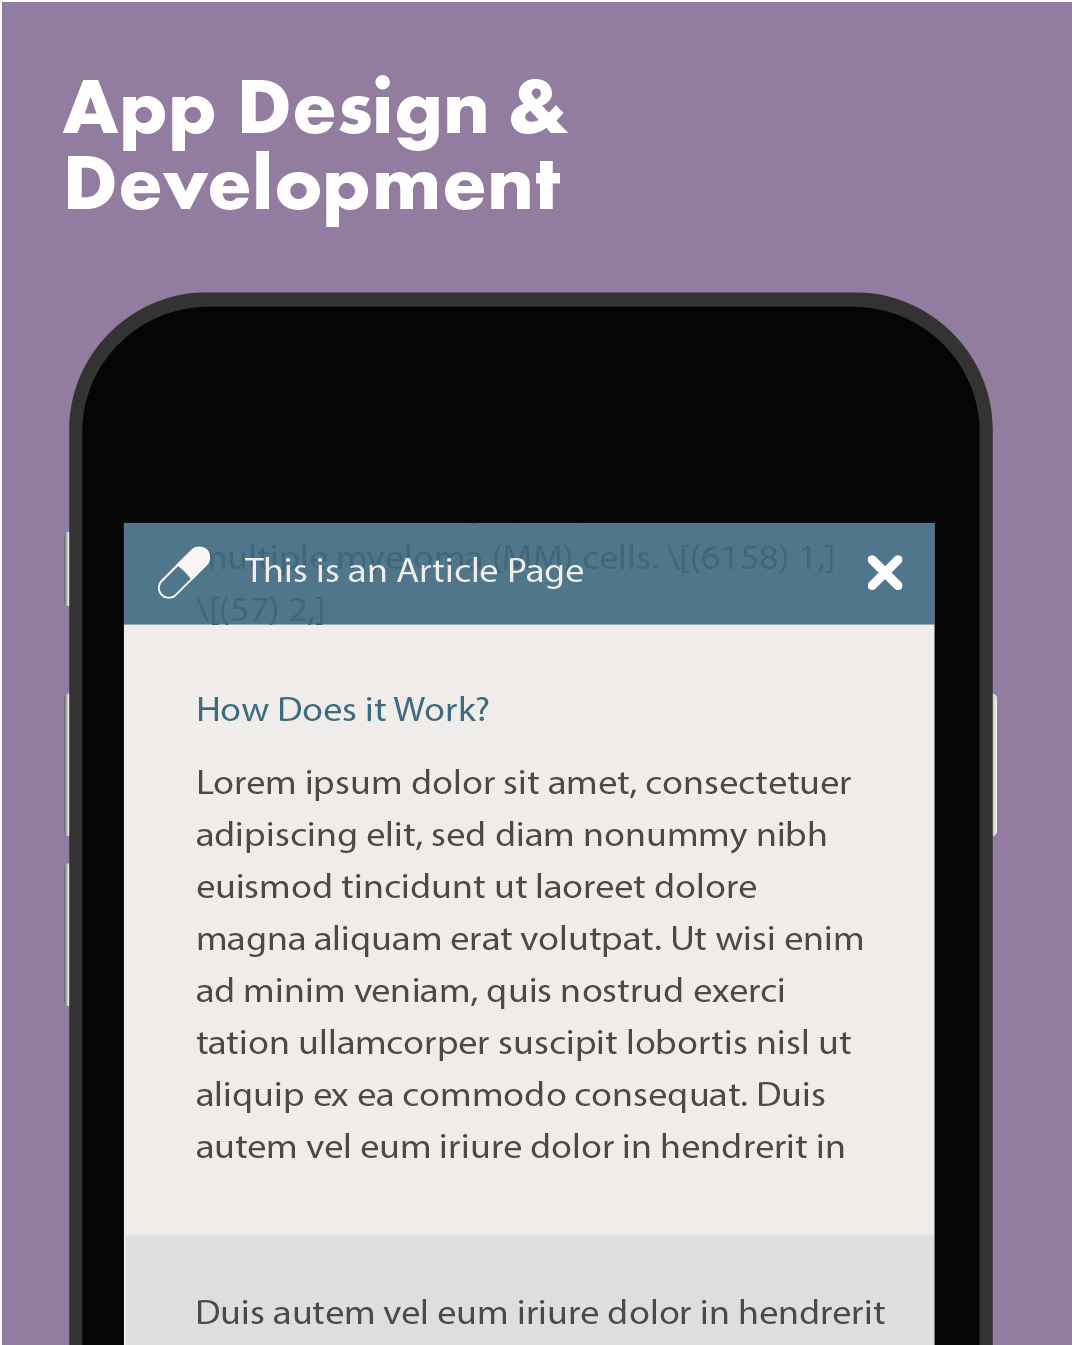 App Design &
Development
multiple myeloma (MM) cells. \[(6158) 1,]
This is an Article Page
\[(57) 2,]
How Does it Work?
Lorem ipsum dolor sit amet, consectetuer
adipiscing elit, sed diam nonummy nibh
euismod tincidunt ut laoreet dolore
magna aliquam erat volutpat. Ut wisi enim
ad minim veniam, quis nostrud exerci
tation ullamcorper suscipit lobortis nisl ut
aliquip ex ea commodo consequat. Duis
autem vel eum iriure dolor in hendrerit in
Duis autem vel eum iriure dolor in hendrerit